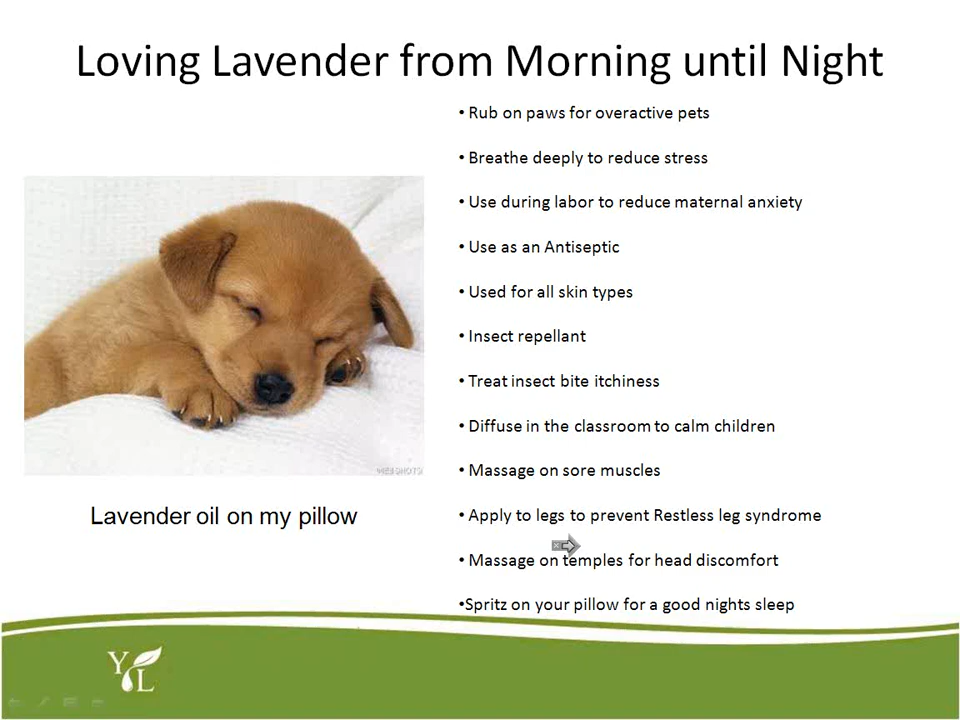 Loving Lavender from Morning until Night
• Rub on paws for overactive pets
• Breathe deeply to reduce stress
• Use during labor to reduce maternal anxiety
• Use as an Antiseptic
• Used for all skin types
• Insect repellant
• Treat insect bite itchiness
• Diffuse in the classroom to calm children
• Massage on sore muscles
• Apply to legs to prevent Restless leg syndrome
• Massage on temples for head discomfort
•Spritz on your pillow for a good nights sleep
WEBSHOTS
Lavender oil on my pillow
Y L